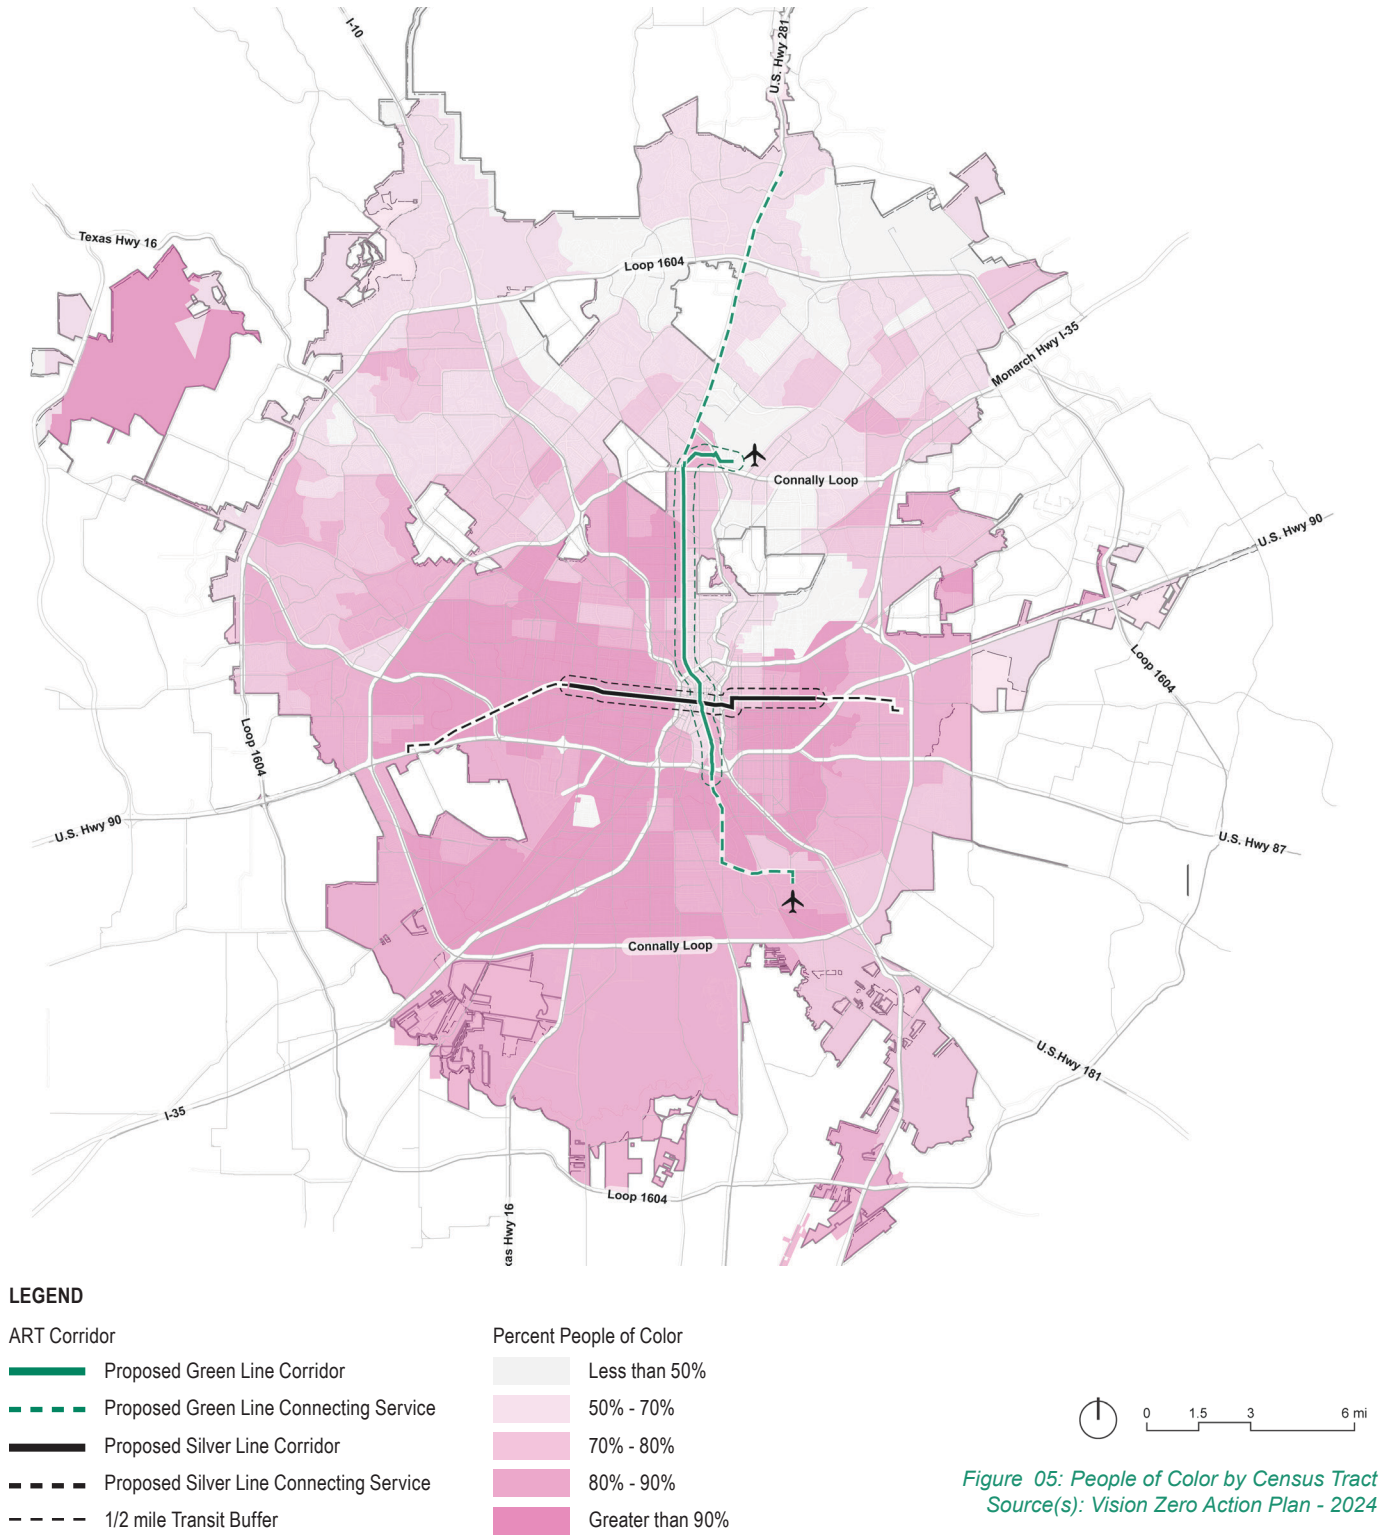 I-10
U.S. Hwy 281
Texas Hwy 16
Loop 1604
Monarch Hwy I-35
Connally Loop
U.S. Hwy 90
Loop 1604
Loop 1604
U.S. Hwy 90
U.S. Hwy 87
Connally Loop
U.S.Hwy 181
I-35
Loop 1604
xas Hwy 16
LEGEND
ART Corridor
Proposed Green Line Corridor
Proposed Green Line Connecting Service
Proposed Silver Line Corridor
Proposed Silver Line Connecting Service
1/2 mile Transit Buffer
Percent People of Color
Less than 50%
50% - 70%
70% - 80%
80% - 90%
Greater than 90%
0 1.5 3 6 mi
Figure 05: People of Color by Census Tract
Source(s): Vision Zero Action Plan - 2024